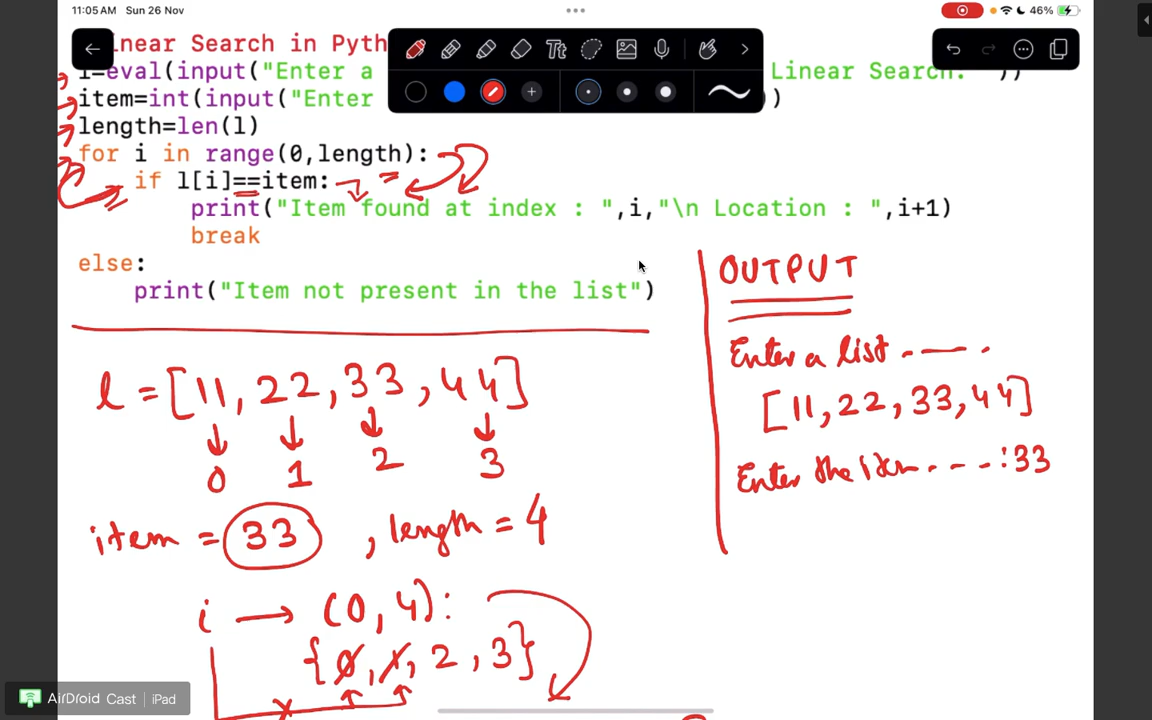 11:05 AM Sun 26 Nov
46%
inear Search in Pyth
l=eval(input("Enter a Linear Search: "))
item=int(input("Enter ))
length=len(l)
for i in range(0,length):
if l[i]==item:
print("Item found at index : ",i,"\n Location : ",i+1)
break
else:
print("Item not present in the list")
l = [11, 22, 33, 44]
0 1 2 3
item = 33 , length = 4
i → (0, 4):
{0, 1, 2, 3}
x
OUTPUT
Enter a list . — .
[11, 22, 33, 44]
Enter the item - - - : 33
Tt
AirDroid Cast | iPad